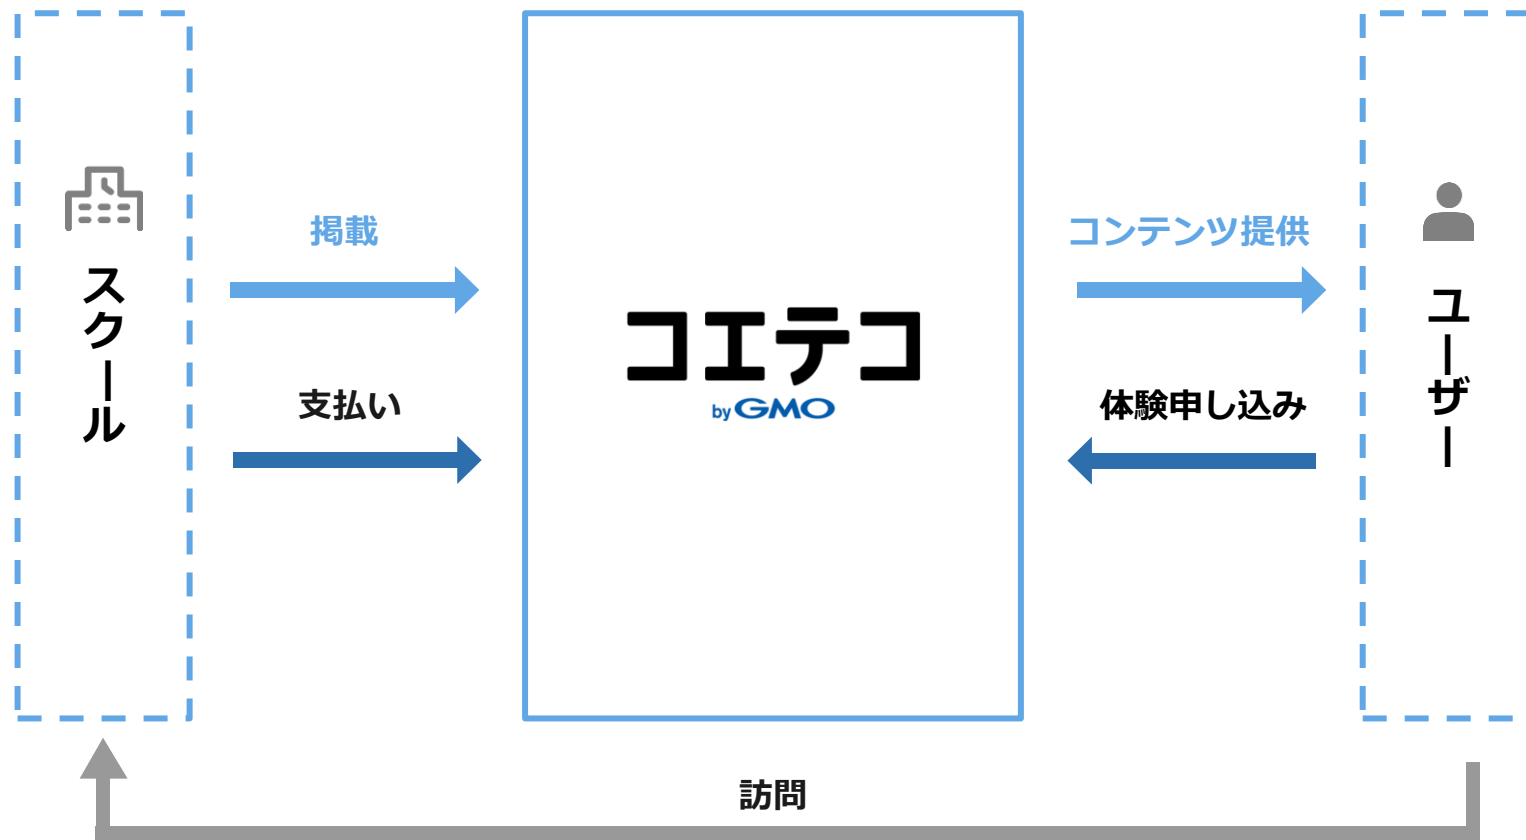 スクール
掲載
支払い
コエテコ
by GMO
コンテンツ提供
体験申し込み
ユーザー
訪問